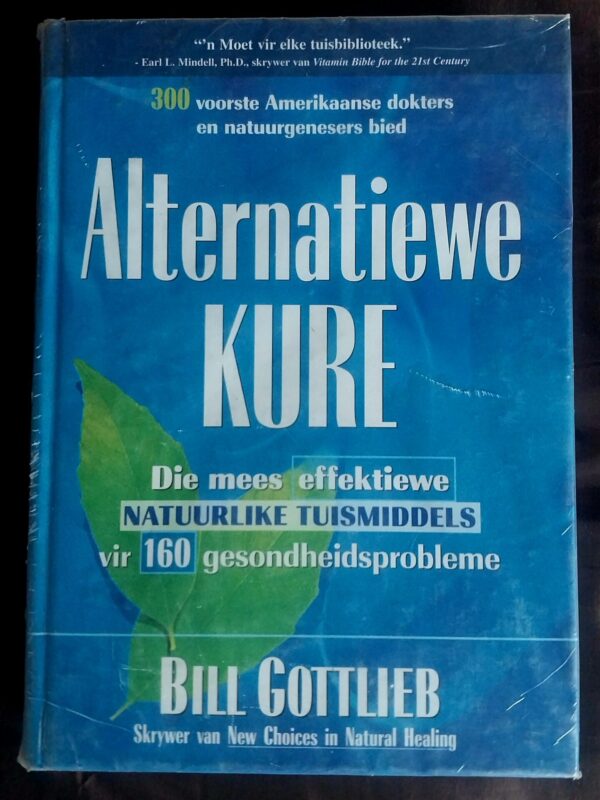 “’n Moet vir elke tuisbiblioteek.”
- Earl L. Mindell, Ph.D., skrywer van Vitamin Bible for the 21st Century
300 voorste Amerikaanse dokters
en natuurgenesers bied
Alternatiewe
KURE
Die mees effektiewe
NATUURLIKE TUISMIDDELS
vir 160 gesondheidsprobleme
BILL GOTTLIEB
Skrywer van New Choices in Natural Healing